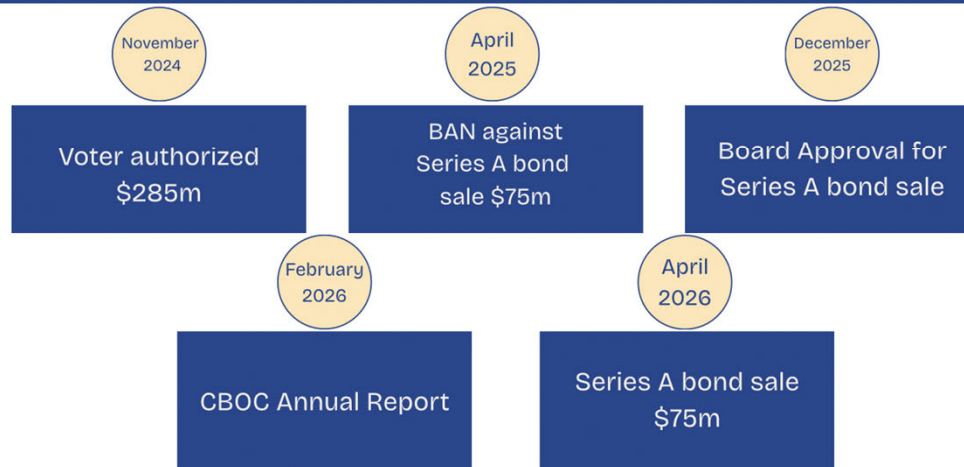 November
2024
Voter authorized
$285m
April
2025
BAN against
Series A bond
sale $75m
December
2025
Board Approval for
Series A bond sale
February
2026
CBOC Annual Report
April
2026
Series A bond sale
$75m